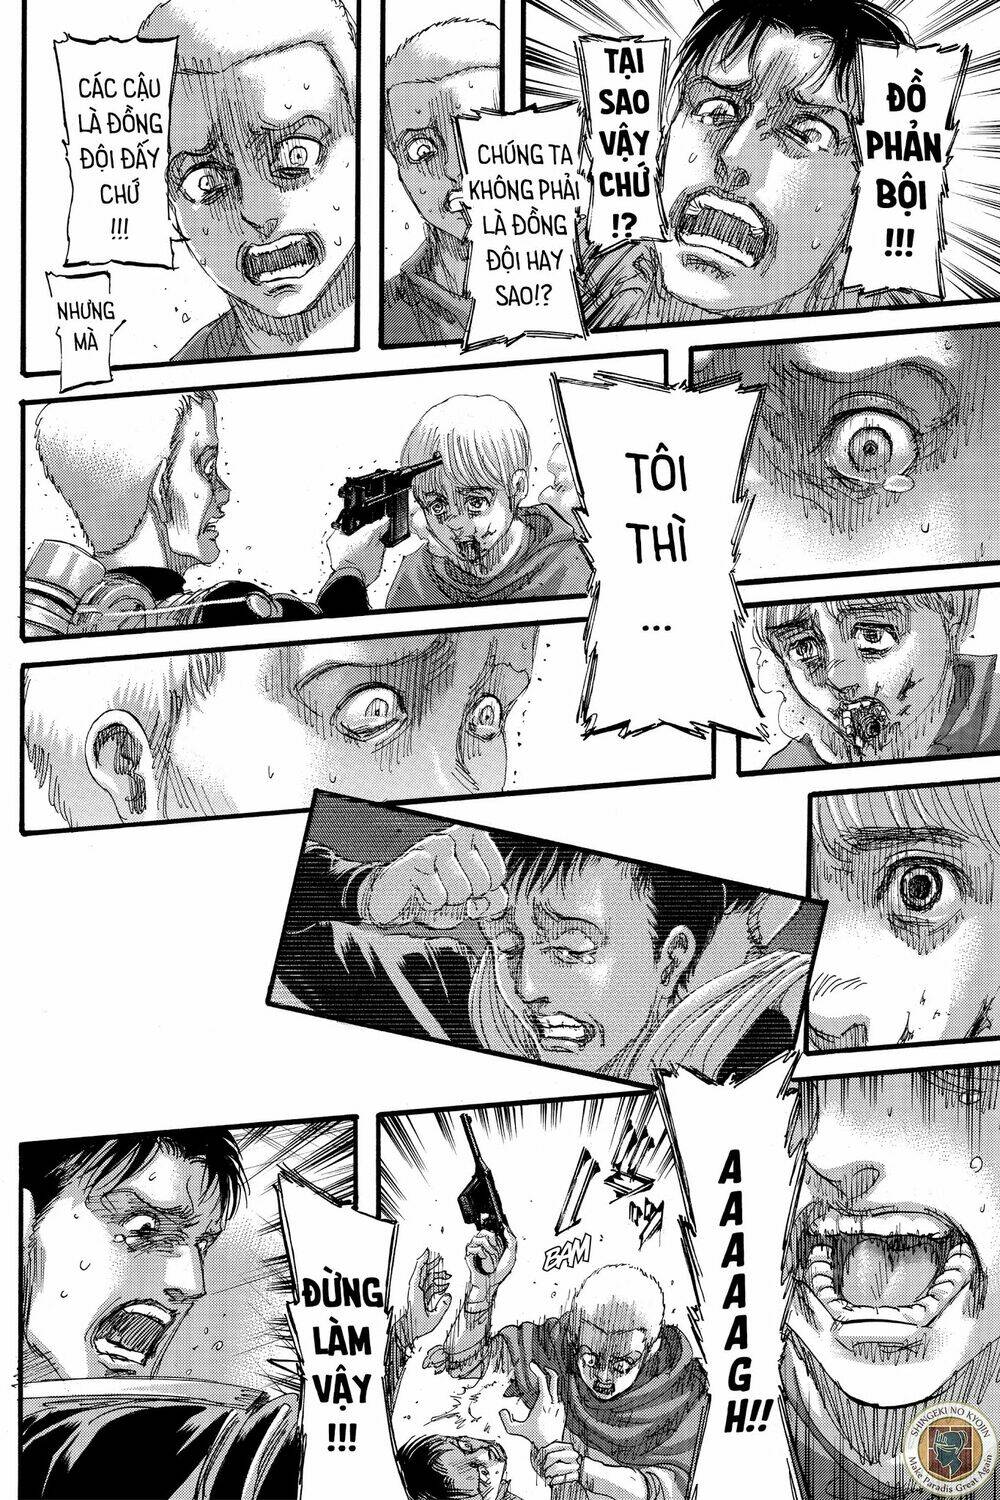 ĐỒ
PHẢN
BỘI
!!!
TẠI
SAO
VẬY
CHỨ
!?
CHÚNG TA
KHÔNG PHẢI
LÀ ĐỒNG
ĐỘI HAY
SAO!?
CÁC CẬU
LÀ ĐỒNG
ĐỘI ĐẤY
CHỨ
!!!
NHƯNG
MÀ
TÔI
THÌ
...
A
A
A
A
A
G
H!!
BAM
ĐỪNG
LÀM
VẬY
!!!
SHINGEKI NO KYOJIN
Make Paradis Great Again